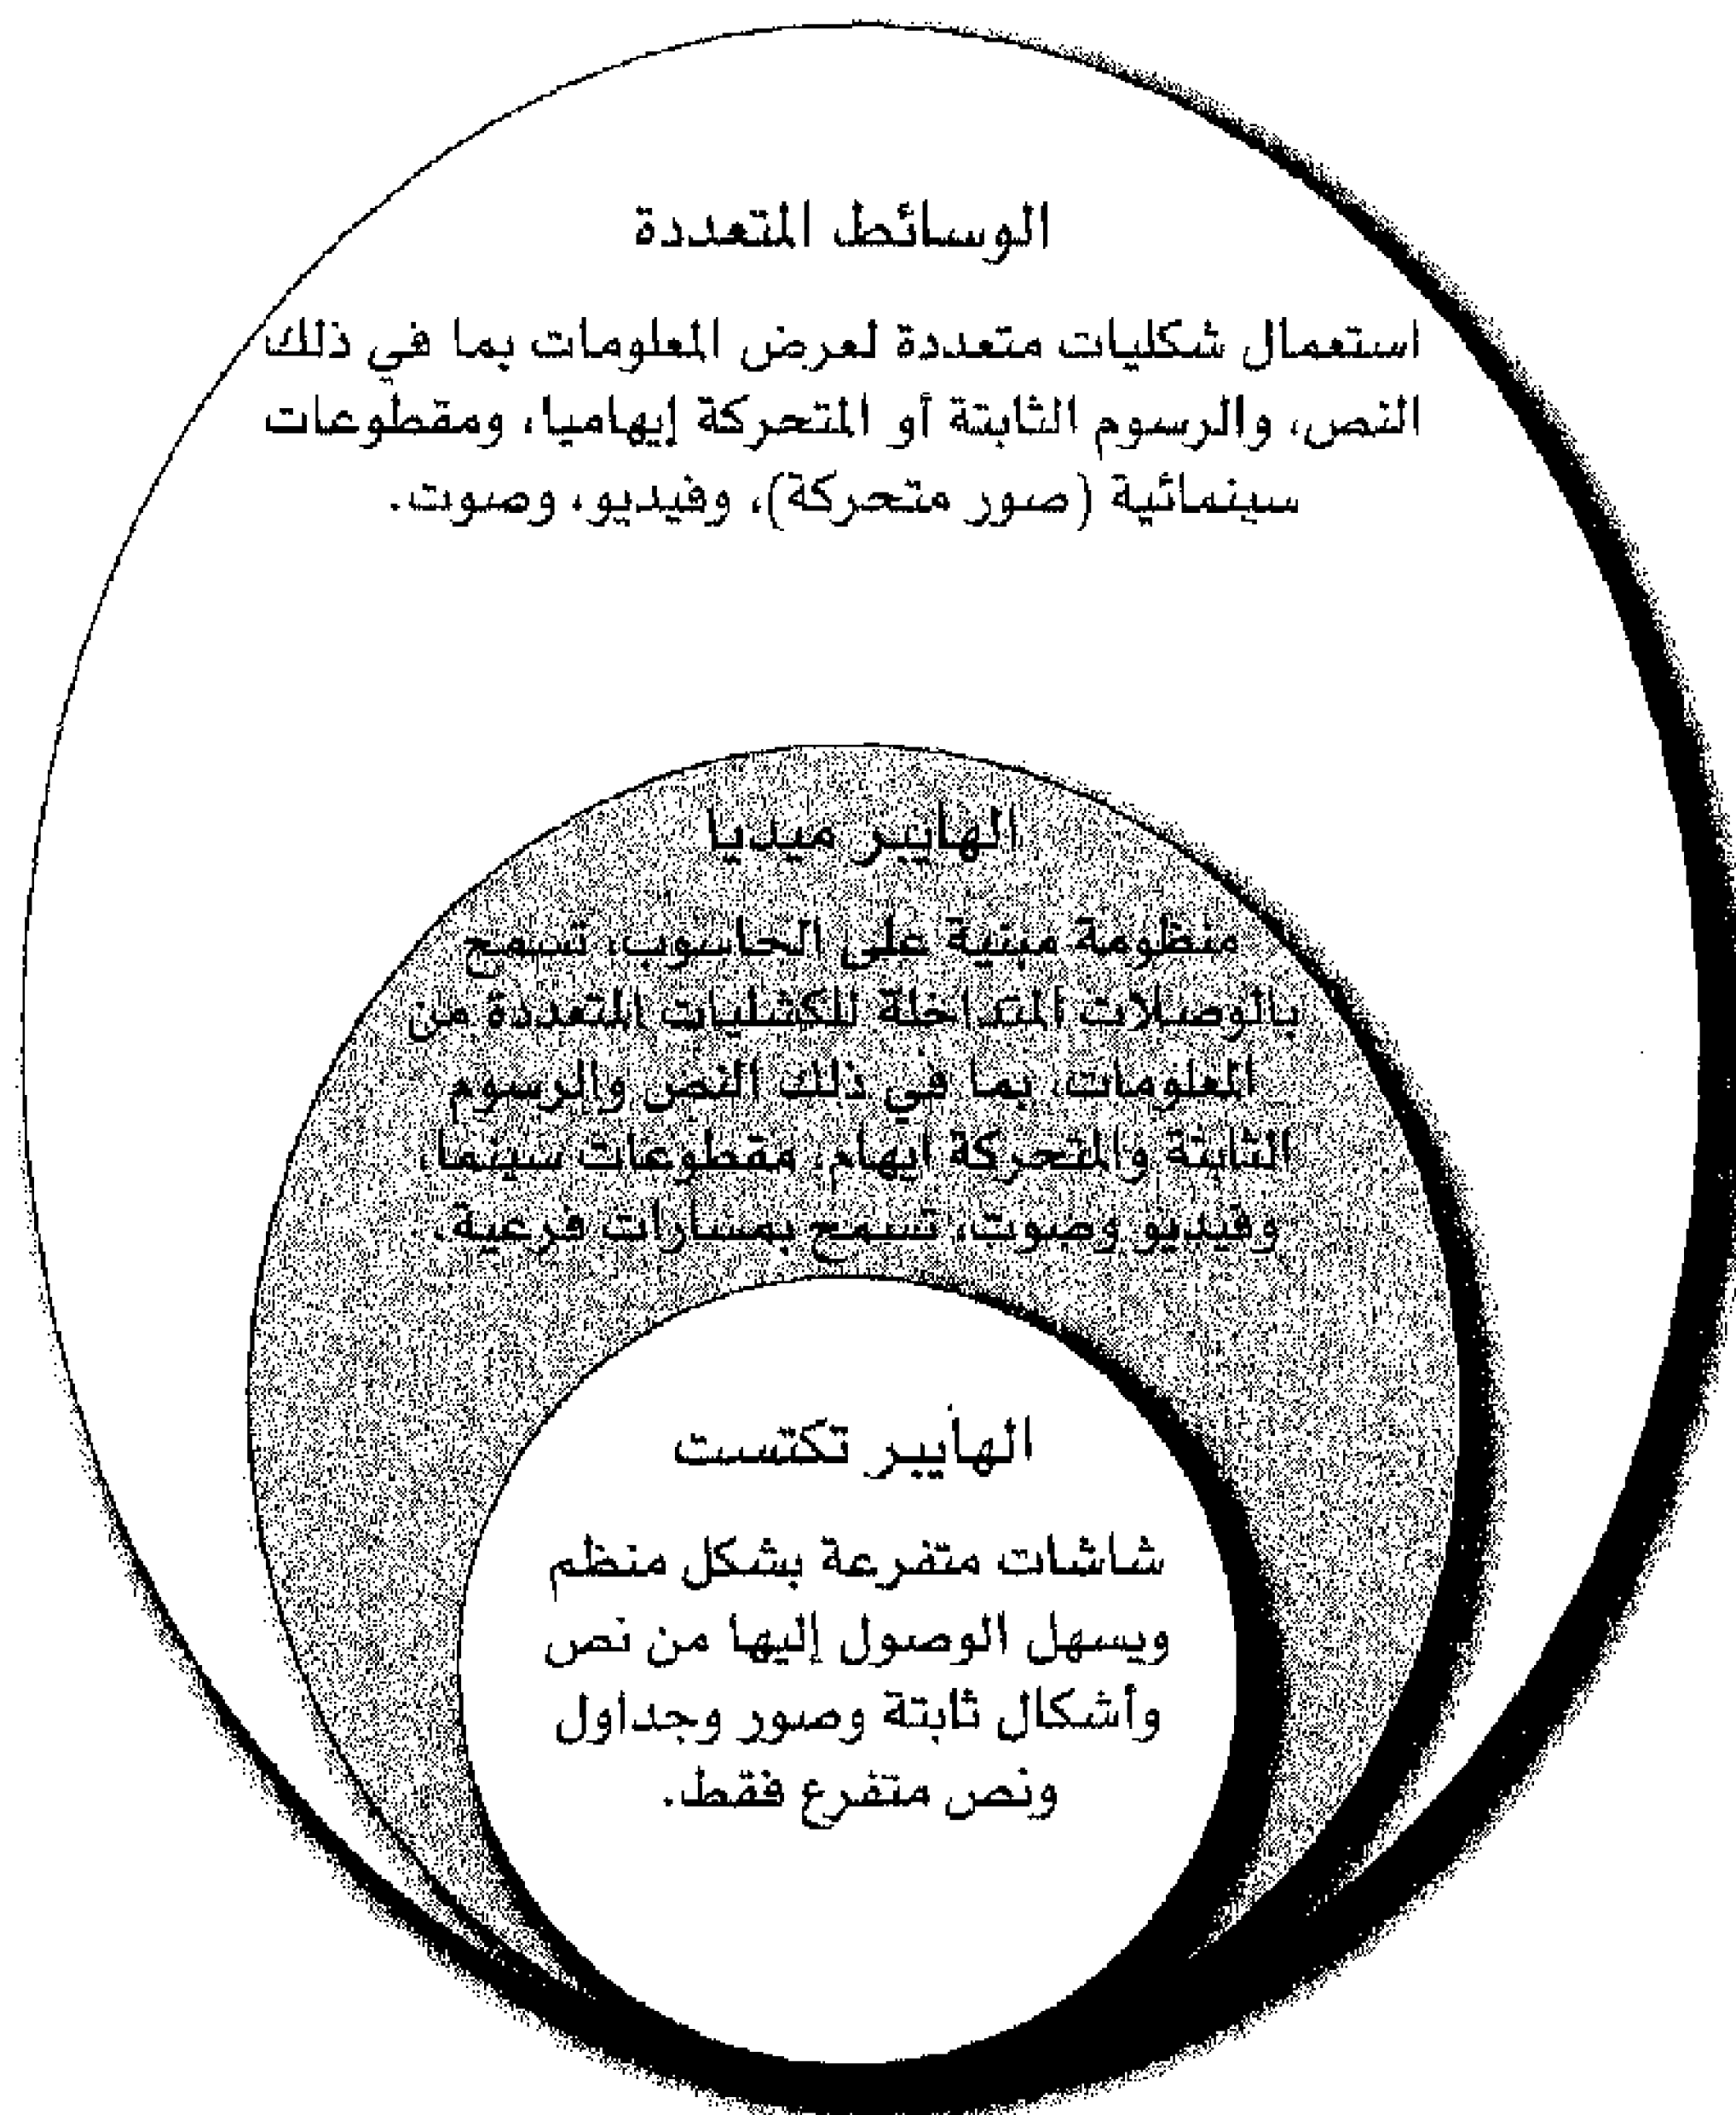 الوسائط المتعددة
استعمال شكليات متعددة لعرض المعلومات بما في ذلك
النص، والرسوم الثابتة أو المتحركة إيهاميا، ومقطوعات
سينمائية (صور متحركة)، وفيديو، وصوت.
الهايبر ميديا
منظومة مبنية على الحاسوب، تسمح
بالوصلات المتداخلة للكشليات المتعددة من
المعلومات، بما في ذلك النص والرسوم
الثابتة والمتحركة ايهام، مقطوعات سينما،
وفيديو وصوت، تسمح بمسارات فرعية.
الهايبر تكتست
شاشات متفرعة بشكل منظم
ويسهل الوصول إليها من نص
وأشكال ثابتة وصور وجداول
ونص متفرع فقط.